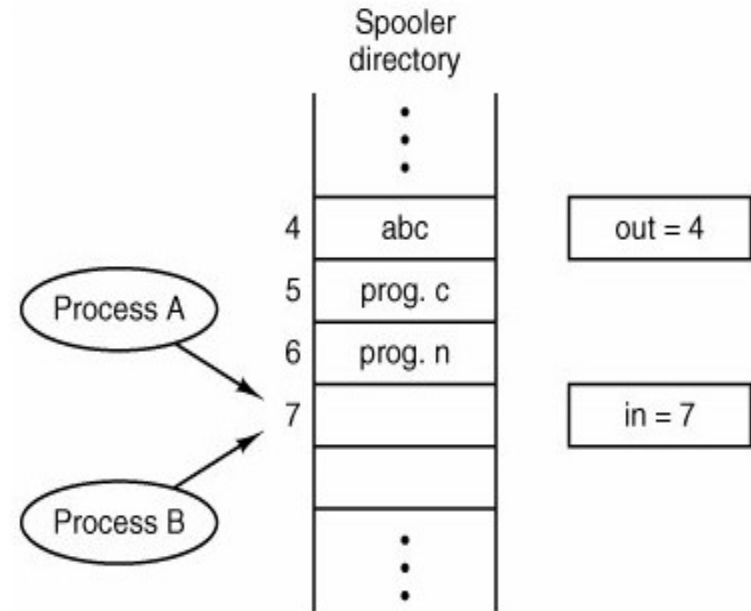 Spooler
directory
4
abc
out = 4
Process A
5
prog. c
6
prog. n
7
in = 7
Process B